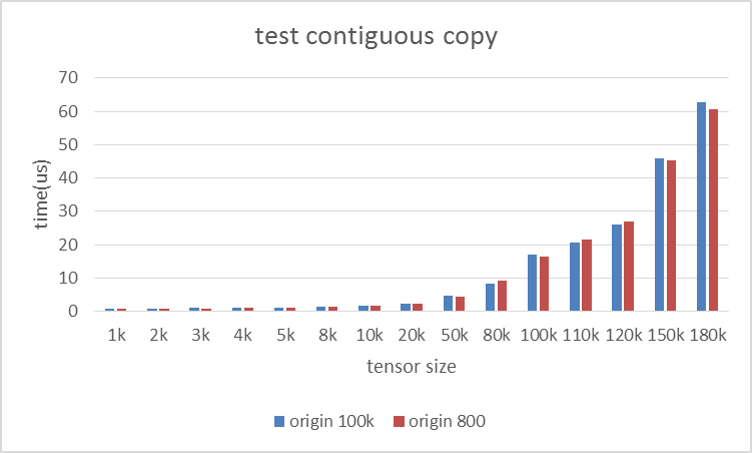 test contiguous copy
70
60
50
40
30
20
10
0
time(us)
1k 2k 3k 4k 5k 8k 10k 20k 50k 80k 100k 110k 120k 150k 180k
tensor size
origin 100k origin 800